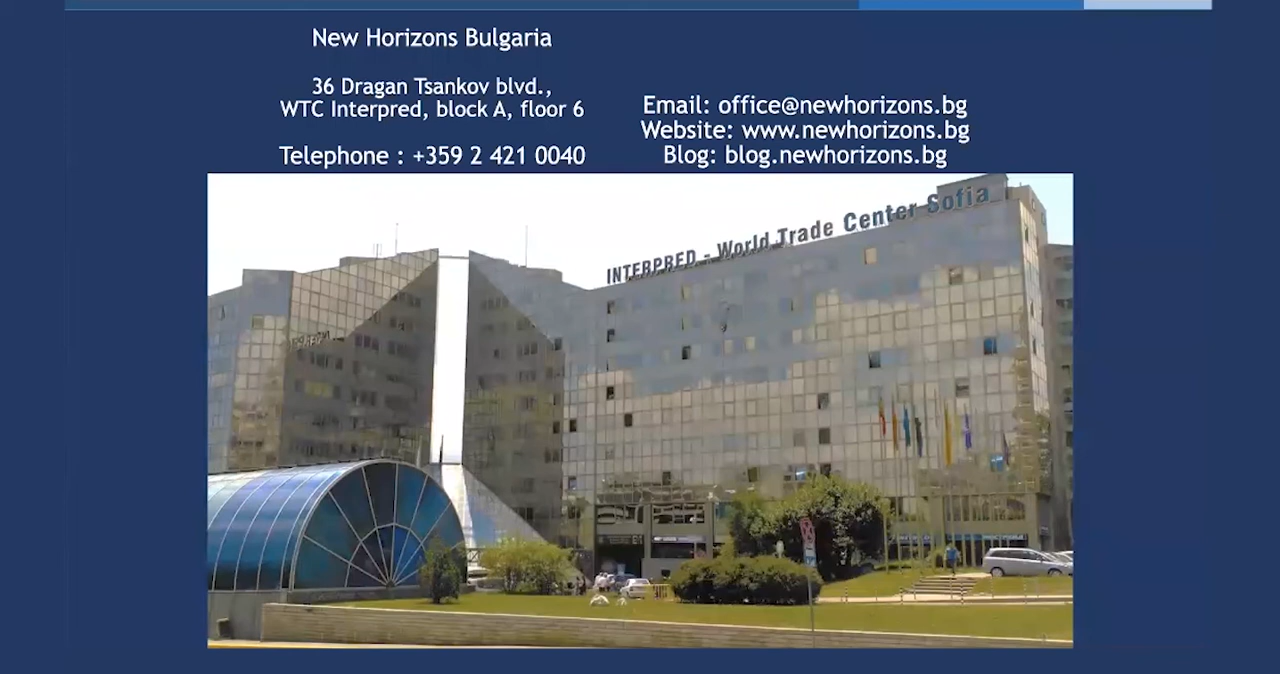 New Horizons Bulgaria
36 Dragan Tsankov blvd.,
WTC Interpred, block A, floor 6
Telephone : +359 2 421 0040
Email: office@newhorizons.bg
Website: www.newhorizons.bg
Blog: blog.newhorizons.bg
INTERPRED - World Trade Center Sofia